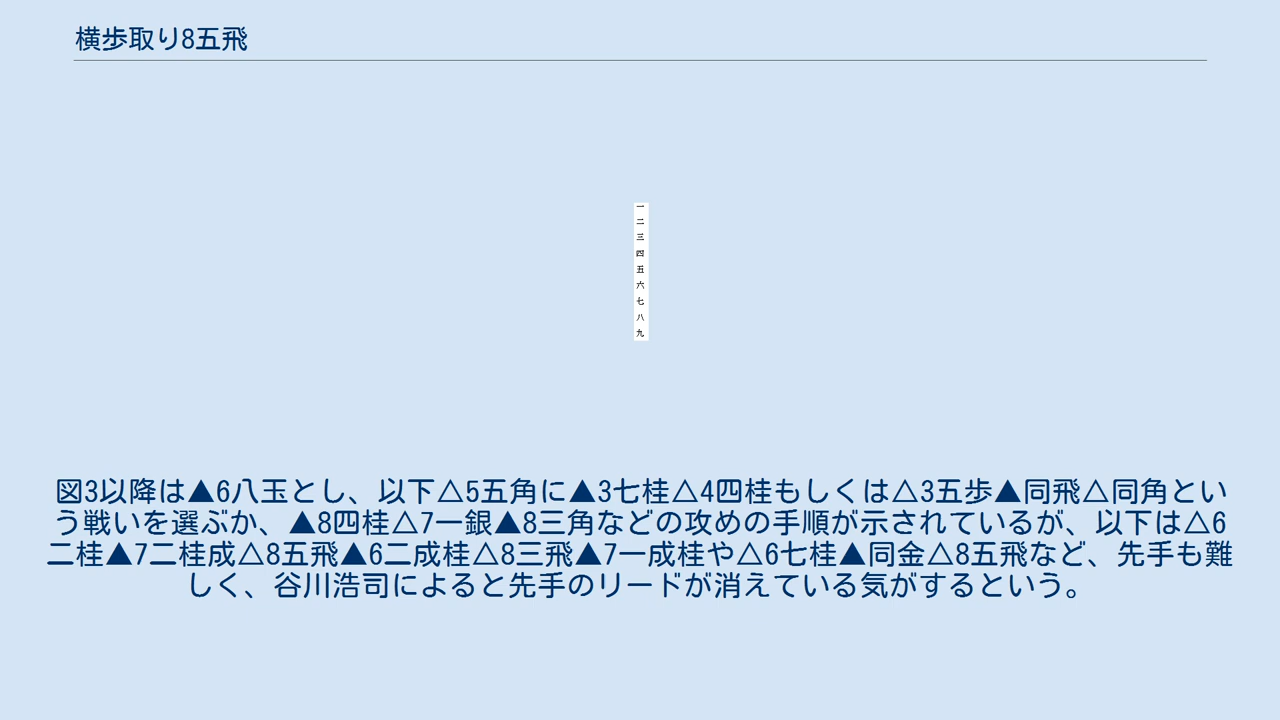 横歩取り8五飛
一
二
三
四
五
六
七
八
九
図3以降は▲6八玉とし、以下△5五角に▲3七桂△4四桂もしくは△3五歩▲同飛△同角とい
う戦いを選ぶか、▲8四桂△7一銀▲8三角などの攻めの手順が示されているが、以下は△6
二桂▲7二桂成△8五飛▲6二成桂△8三飛▲7一成桂や△6七桂▲同金△8五飛など、先手も難
しく、谷川浩司によると先手のリードが消えている気がするという。